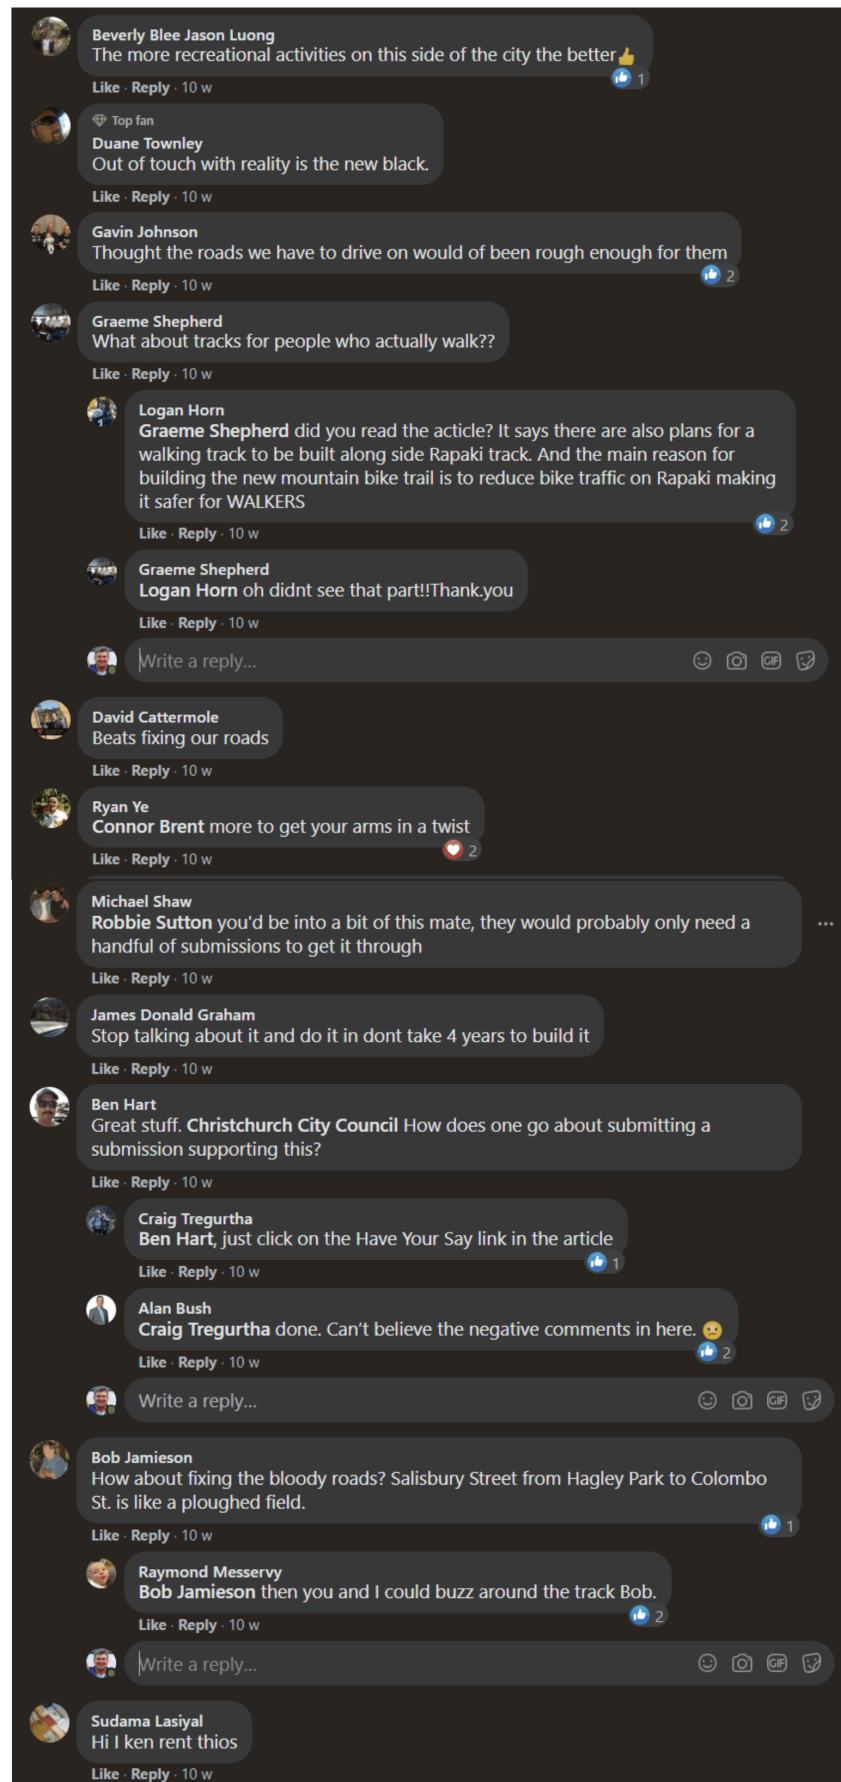 Beverly Blee Jason Luong
The more recreational activities on this side of the city the better👍
1
Like · Reply · 10 w
Top fan
Duane Townley
Out of touch with reality is the new black.
Like · Reply · 10 w
Gavin Johnson
Thought the roads we have to drive on would of been rough enough for them
2
Like · Reply · 10 w
Graeme Shepherd
What about tracks for people who actually walk??
Like · Reply · 10 w
Logan Horn
Graeme Shepherd did you read the acticle? It says there are also plans for a
walking track to be built along side Rapaki track. And the main reason for
building the new mountain bike trail is to reduce bike traffic on Rapaki making
it safer for WALKERS
2
Like · Reply · 10 w
Graeme Shepherd
Logan Horn oh didnt see that part!!Thank.you
Like · Reply · 10 w
Write a reply...
GIF
David Cattermole
Beats fixing our roads
Like · Reply · 10 w
Ryan Ye
Connor Brent more to get your arms in a twist
2
Like · Reply · 10 w
Michael Shaw
Robbie Sutton you'd be into a bit of this mate, they would probably only need a
handful of submissions to get it through
Like · Reply · 10 w
James Donald Graham
Stop talking about it and do it in dont take 4 years to build it
Like · Reply · 10 w
Ben Hart
Great stuff. Christchurch City Council How does one go about submitting a
submission supporting this?
Like · Reply · 10 w
Craig Tregurtha
Ben Hart, just click on the Have Your Say link in the article
1
Like · Reply · 10 w
Alan Bush
Craig Tregurtha done. Can't believe the negative comments in here. 😕
2
Like · Reply · 10 w
Write a reply...
GIF
Bob Jamieson
How about fixing the bloody roads? Salisbury Street from Hagley Park to Colombo
St. is like a ploughed field.
1
Like · Reply · 10 w
Raymond Messervy
Bob Jamieson then you and I could buzz around the track Bob.
2
Like · Reply · 10 w
Write a reply...
GIF
Sudama Lasiyal
Hi I ken rent thios
Like · Reply · 10 w